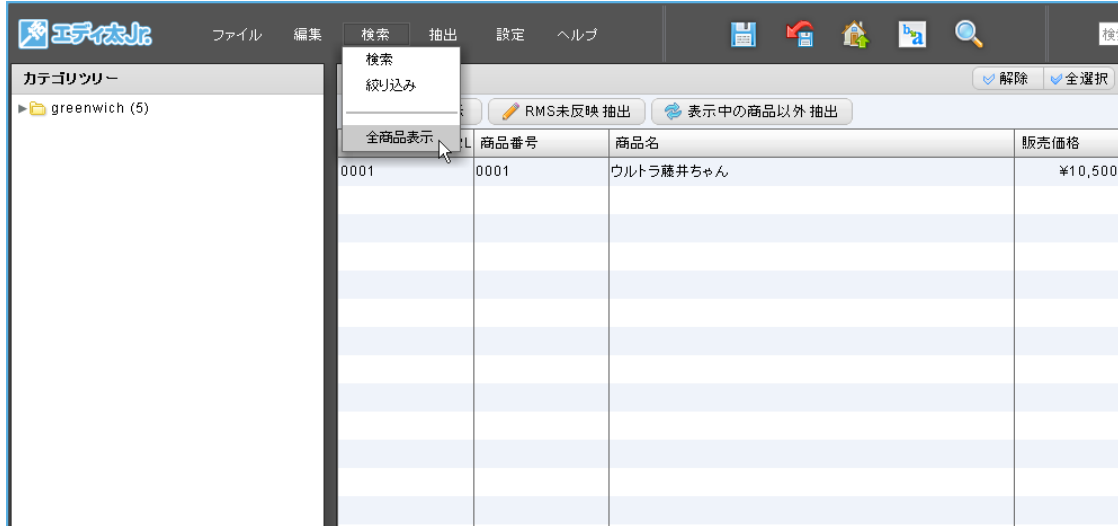 エディ太Jr. ファイル 編集 検索 抽出 設定 ヘルプ
検索
絞り込み
全商品表示
カテゴリツリー
greenwich (5)
解除 全選択
RMS未反映 抽出 表示中の商品以外 抽出
商品番号 商品名 販売価格
0001 0001 ウルトラ藤井ちゃん ¥10,500